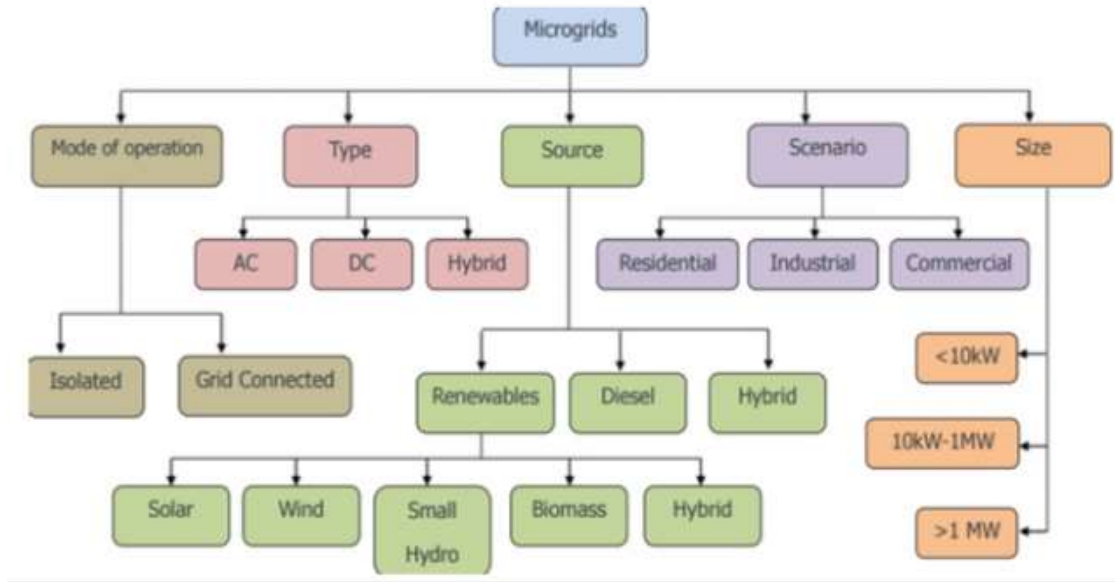 Microgrids
Mode of operation
Type
Source
Scenario
Size
AC
DC
Hybrid
Residential
Industrial
Commercial
Isolated
Grid Connected
Renewables
Diesel
Hybrid
<10kW
10kW-1MW
>1 MW
Solar
Wind
Small
Hydro
Biomass
Hybrid